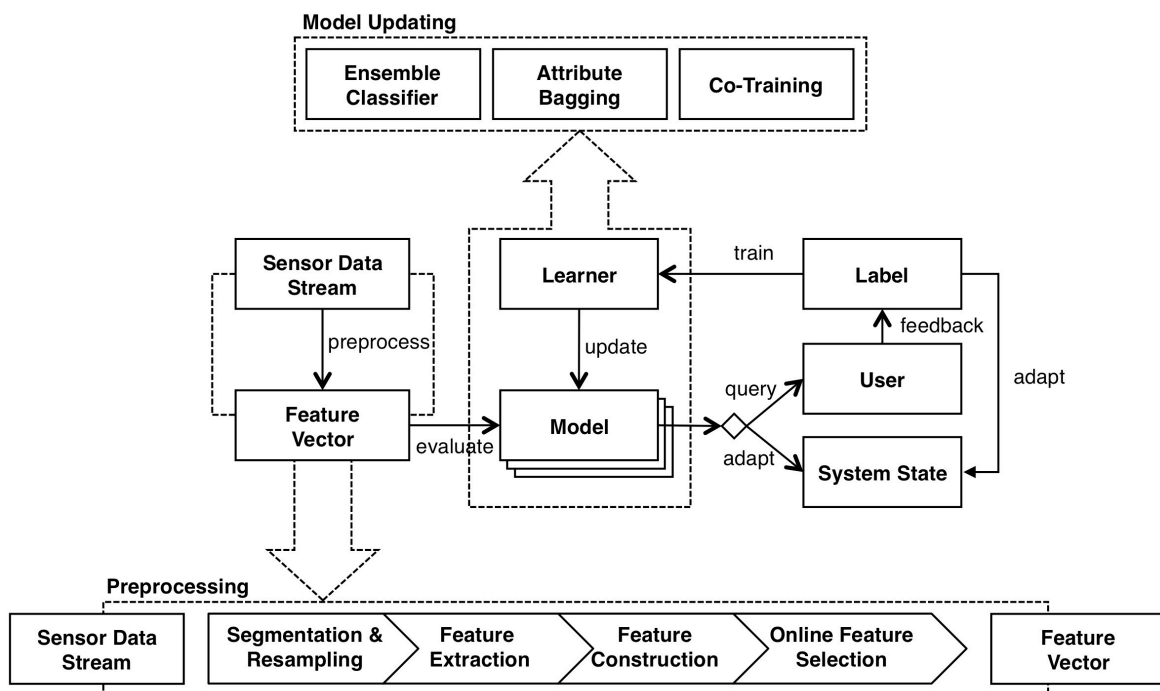 Model Updating
Ensemble
Classifier
Attribute
Bagging
Co-Training
Sensor Data
Stream
Learner
train
Label
preprocess
update
feedback
User
adapt
query
Feature
Vector
evaluate
Model
adapt
System State
Preprocessing
Sensor Data
Stream
Segmentation &
Resampling
Feature
Extraction
Feature
Construction
Online Feature
Selection
Feature
Vector